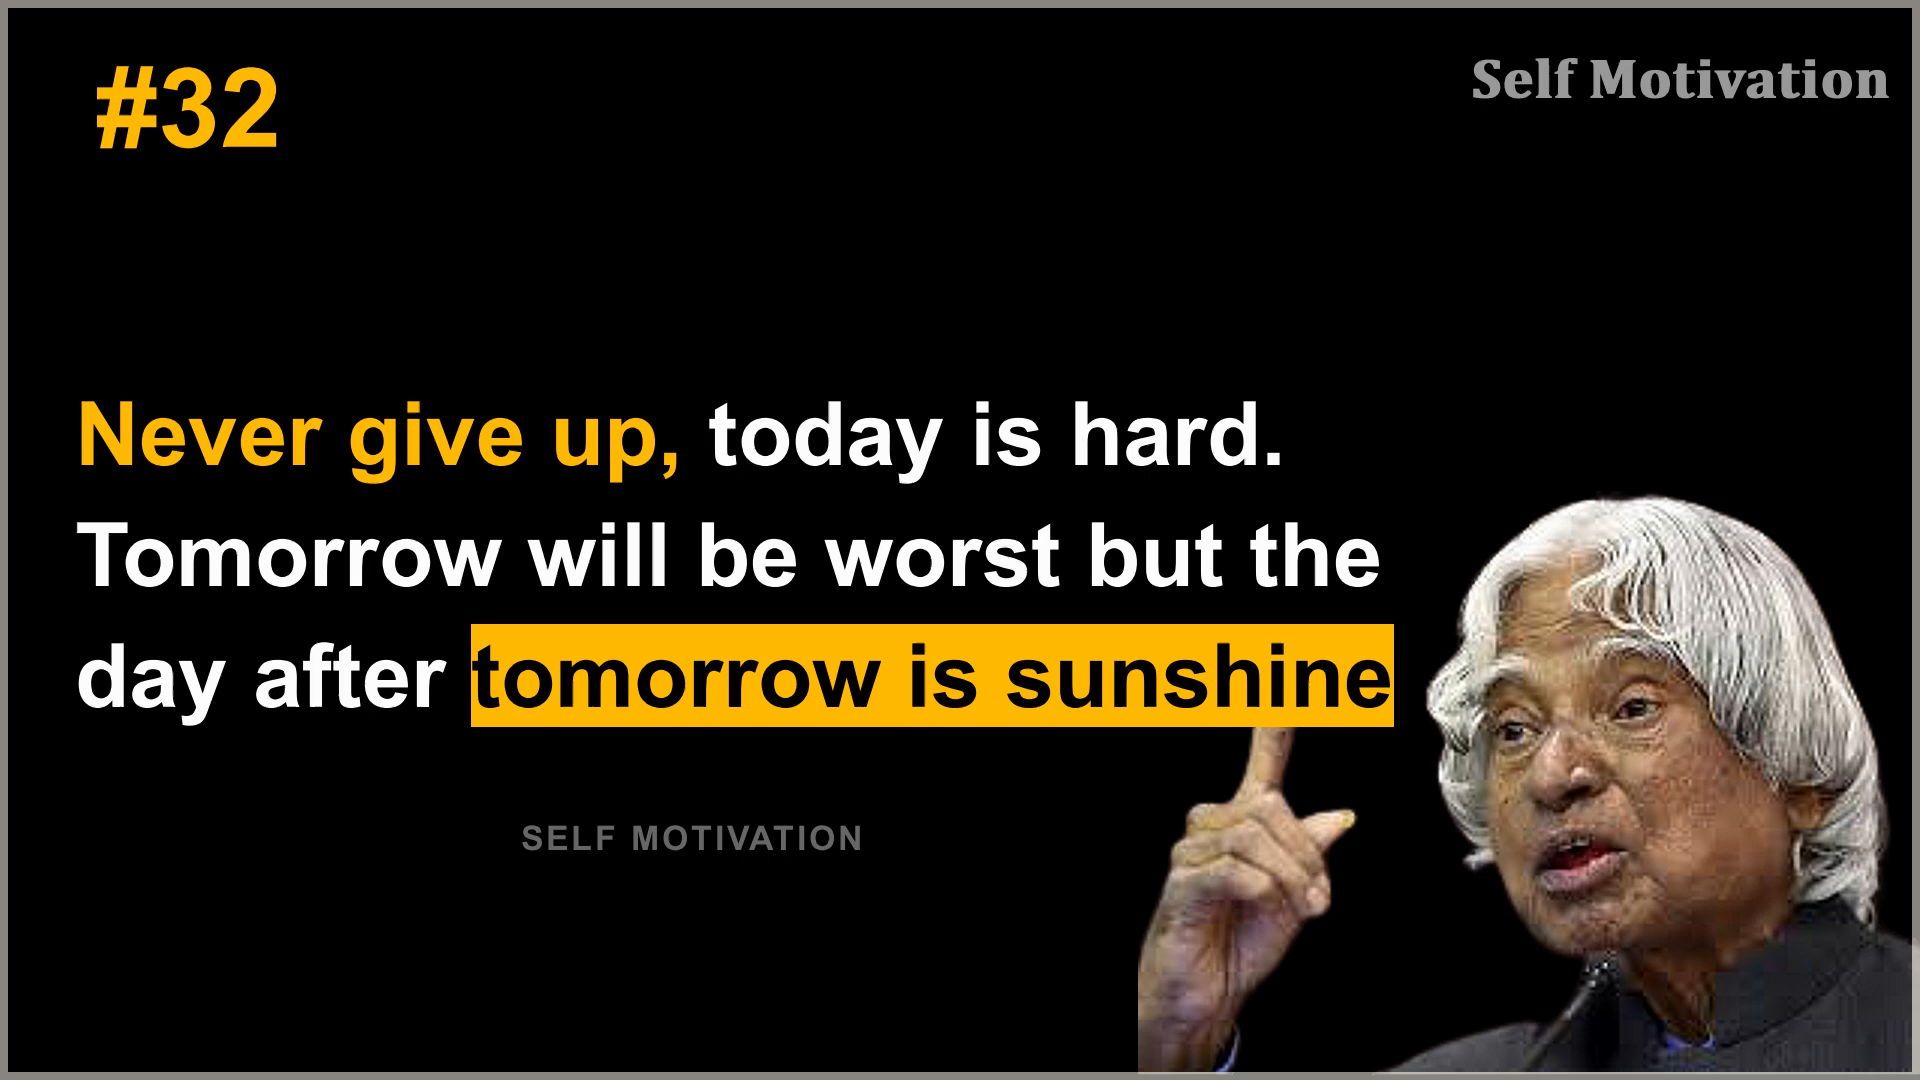 #32
Self Motivation
Never give up, today is hard.
Tomorrow will be worst but the
day after tomorrow is sunshine
SELF MOTIVATION